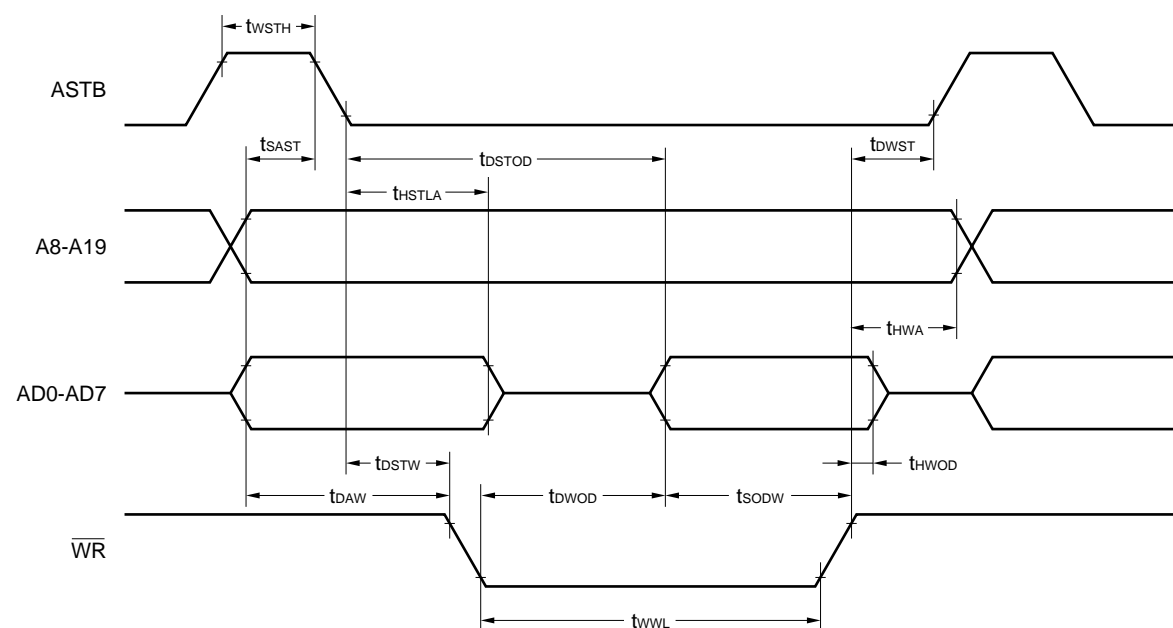 tWSTH
ASTB
tSAST
tDSTOD
tDWST
tHSTLA
A8-A19
tHWA
AD0-AD7
tDSTW
tHWOD
tDAW
tDWOD
tSODW
WR
tWWL